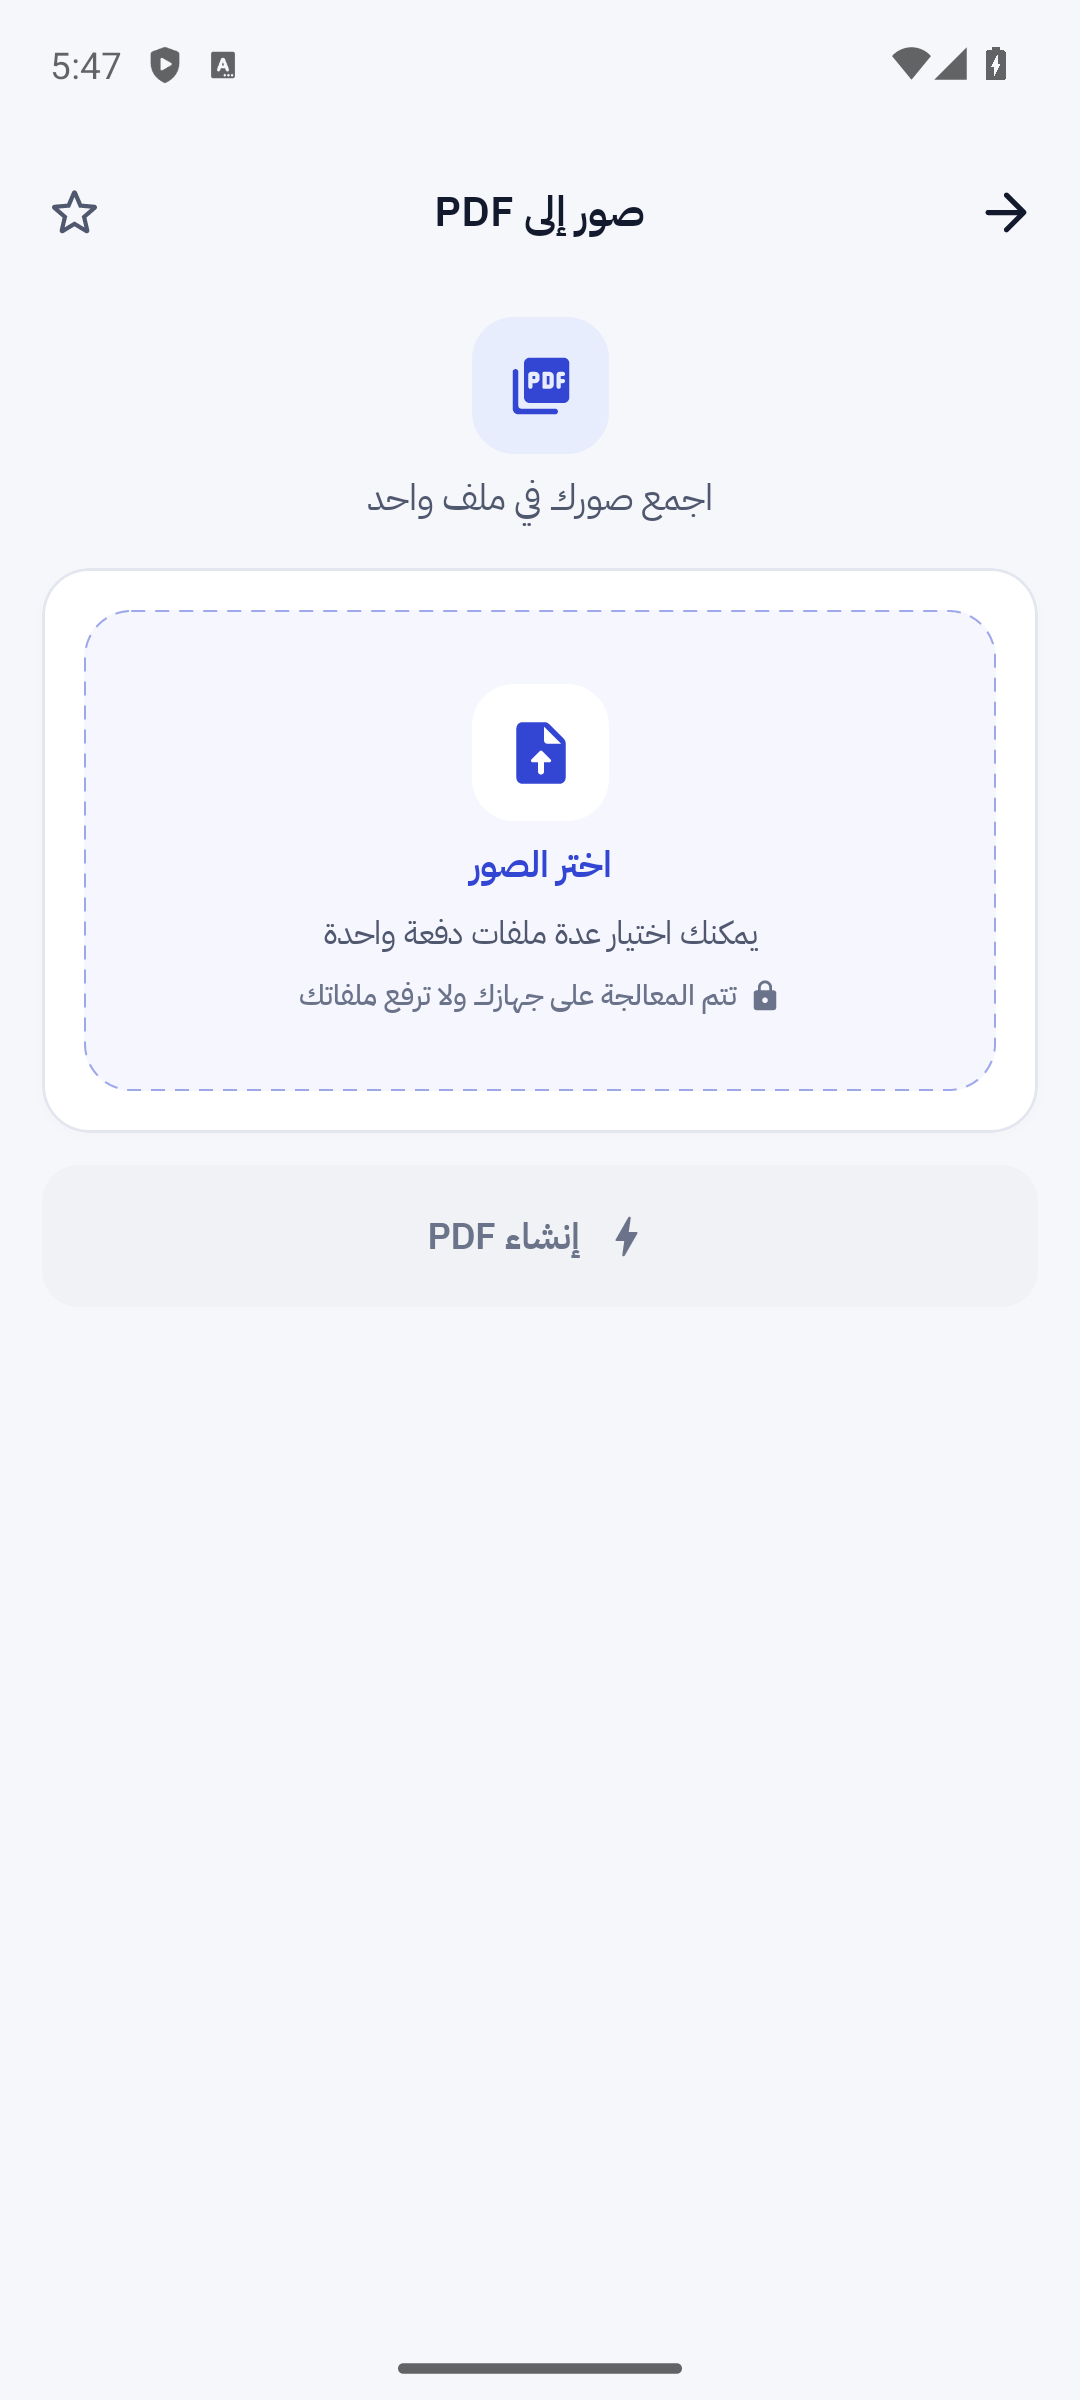 5:47
صور إلى PDF
PDF
اجمع صورك في ملف واحد
اختر الصور
يمكنك اختيار عدة ملفات دفعة واحدة
تتم المعالجة على جهازك ولا ترفع ملفاتك
إنشاء PDF